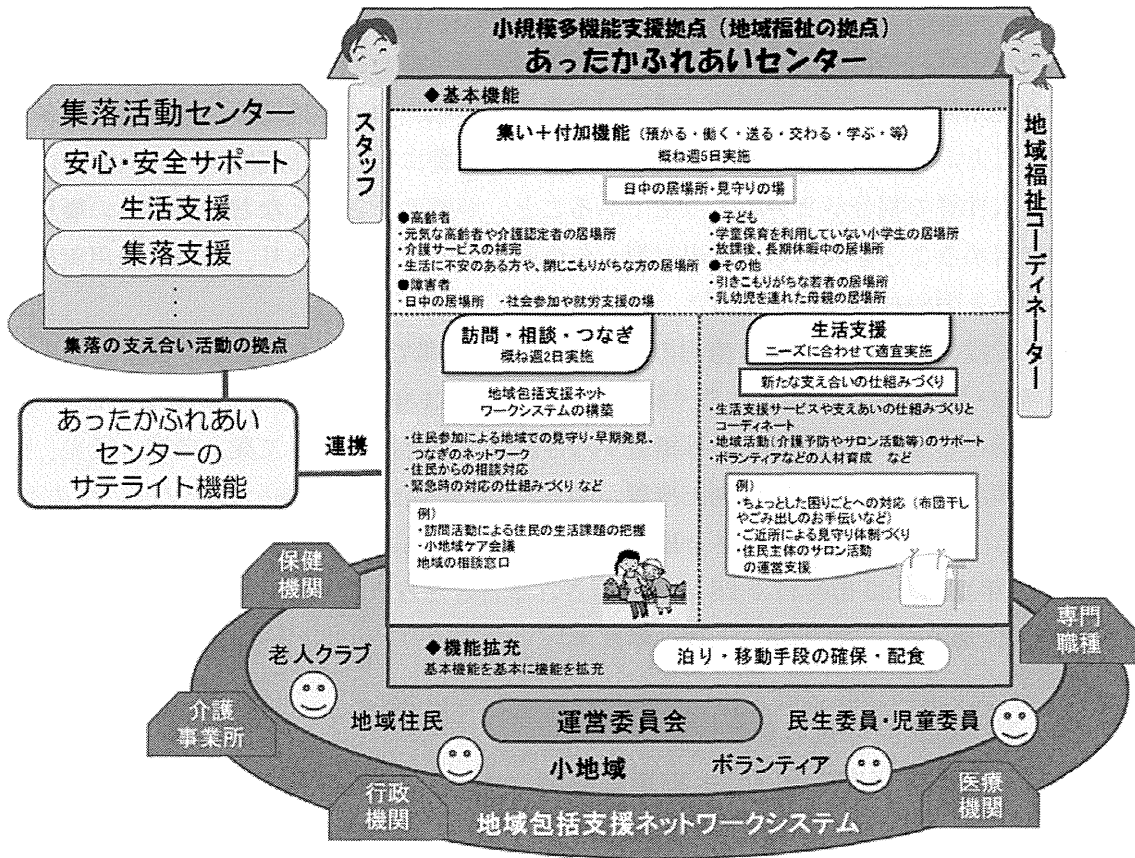 小規模多機能支援拠点（地域福祉の拠点）
あったかふれあいセンター
スタッフ
地域福祉コーディネーター
◆基本機能
集い＋付加機能（預かる・働く・送る・交わる・学ぶ・等）
概ね週5日実施
日中の居場所・見守りの場
●高齢者
・元気な高齢者や介護認定者の居場所
・介護サービスの補完
・生活に不安のある方や、閉じこもりがちな方の居場所
●障害者
・日中の居場所　・社会参加や就労支援の場
●子ども
・学童保育を利用していない小学生の居場所
・放課後、長期休暇中の居場所
●その他
・引きこもりがちな若者の居場所
・乳幼児を連れた母親の居場所
訪問・相談・つなぎ
概ね週2日実施
地域包括支援ネット
ワークシステムの構築
・住民参加による地域での見守り・早期発見、
つなぎのネットワーク
・住民からの相談対応
・緊急時の対応の仕組みづくり など
例）
・訪問活動による住民の生活課題の把握
・小地域ケア会議
地域の相談窓口
生活支援
ニーズに合わせて適宜実施
新たな支え合いの仕組みづくり
・生活支援サービスや支えあいの仕組みづくりと
コーディネート
・地域活動（介護予防やサロン活動等）のサポート
・ボランティアなどの人材育成　など
例）
・ちょっとした困りごとへの対応（布団干し
やごみ出しのお手伝いなど）
・ご近所による見守り体制づくり
・住民主体のサロン活動
の運営支援
◆機能拡充
基本機能を基本に機能を拡充
泊り・移動手段の確保・配食
集落活動センター
安心・安全サポート
生活支援
集落支援
⋮
集落の支え合い活動の拠点
あったかふれあい
センターの
サテライト機能
連携
保健
機関
老人クラブ
介護
事業所
地域住民
運営委員会
民生委員・児童委員
専門
職種
小地域
ボランティア
行政
機関
医療
機関
地域包括支援ネットワークシステム